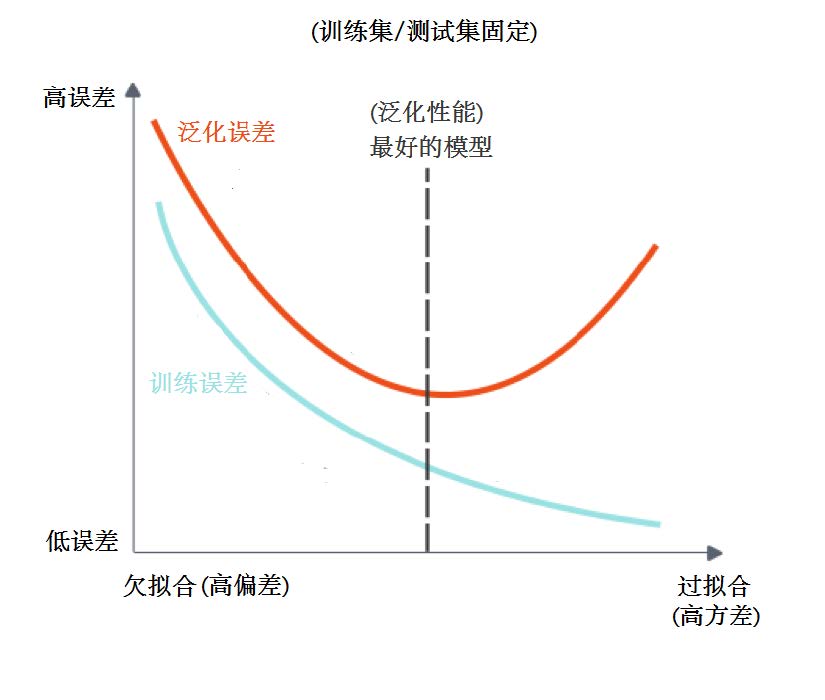 (训练集/测试集固定)
高误差
(泛化性能)
泛化误差
最好的模型
训练误差
低误差
欠拟合(高偏差)
过拟合
(高方差)